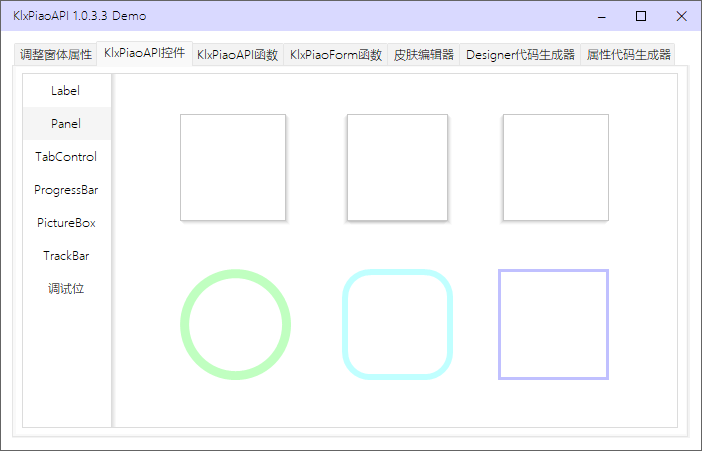 KlxPiaoAPI 1.0.3.3 Demo
调整窗体属性 KlxPiaoAPI控件 KlxPiaoAPI函数 KlxPiaoForm函数 皮肤编辑器 Designer代码生成器 属性代码生成器
Label
Panel
TabControl
ProgressBar
PictureBox
TrackBar
调试位